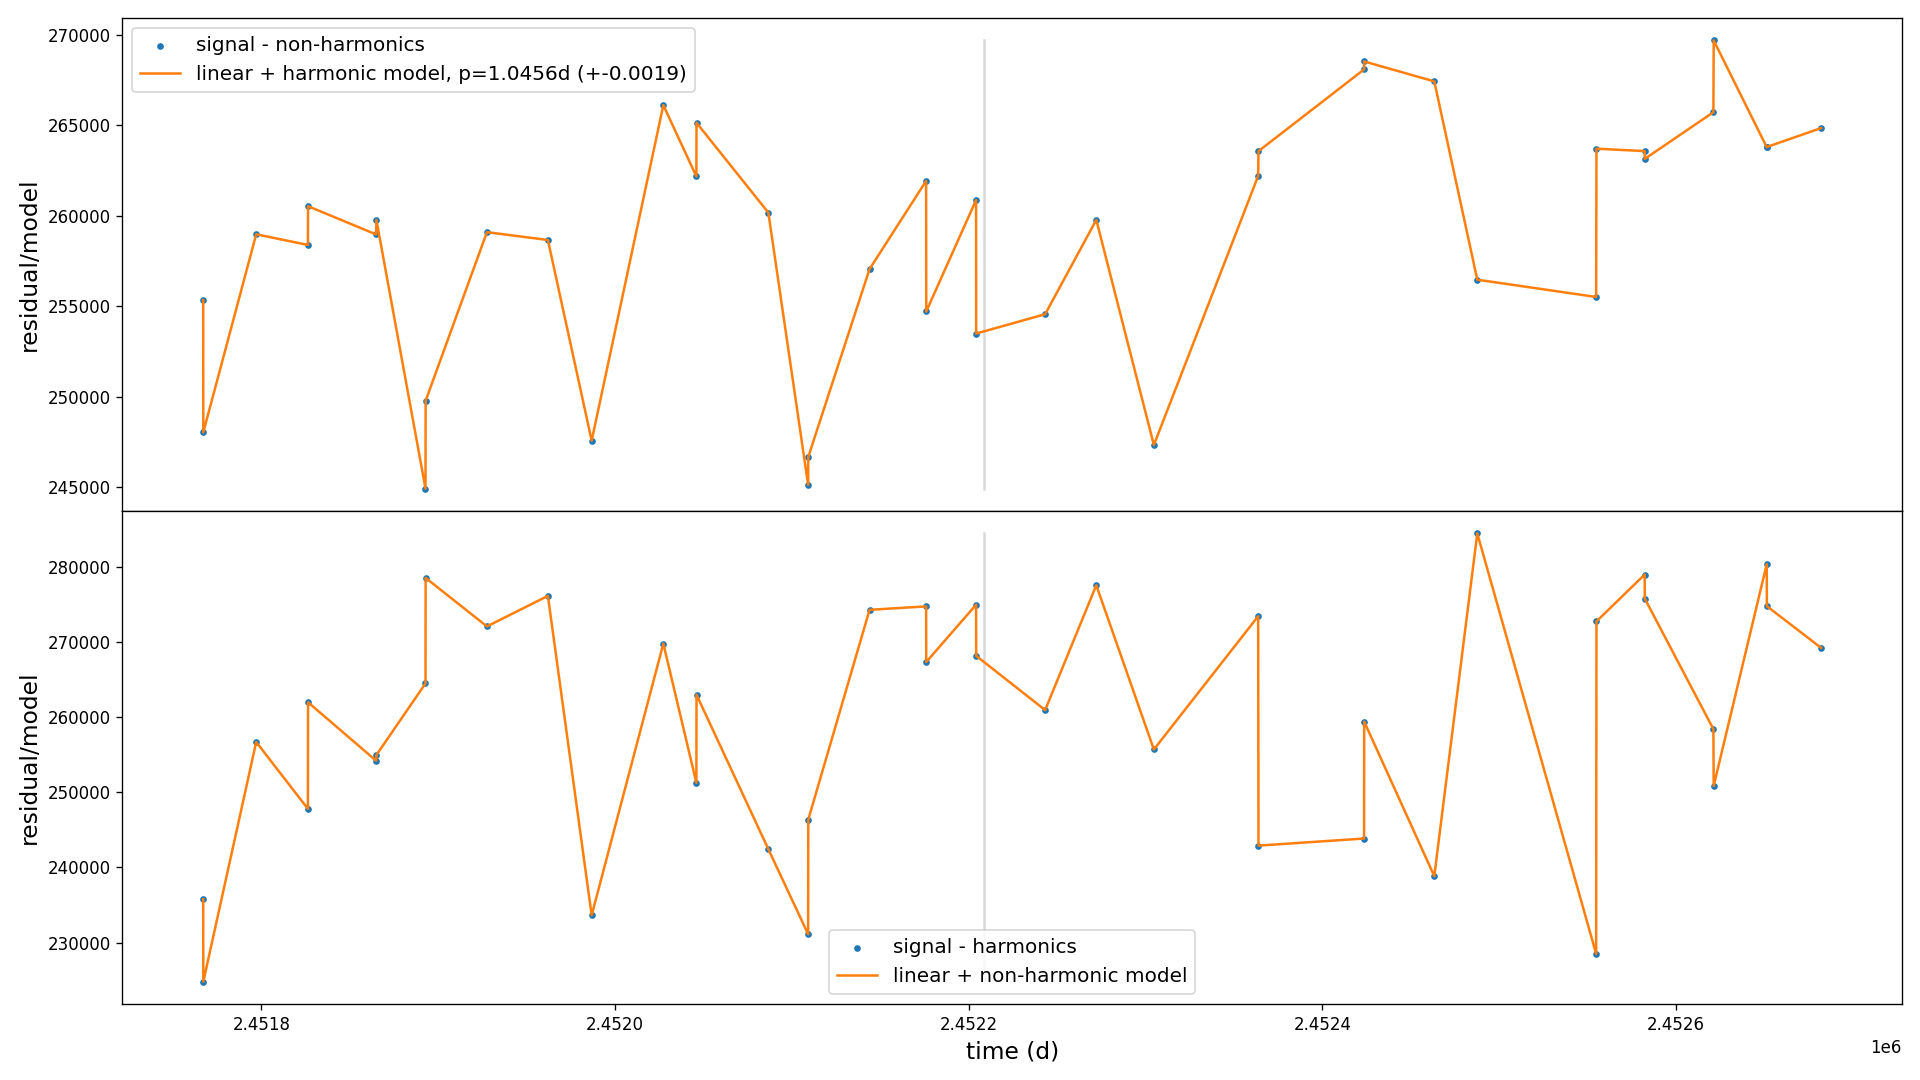 270000
265000
260000
255000
250000
245000
residual/model
signal - non-harmonics
linear + harmonic model, p=1.0456d (+-0.0019)
280000
270000
260000
250000
240000
230000
residual/model
signal - harmonics
linear + non-harmonic model
2.4518 2.4520 2.4522 2.4524 2.4526
time (d)
1e6